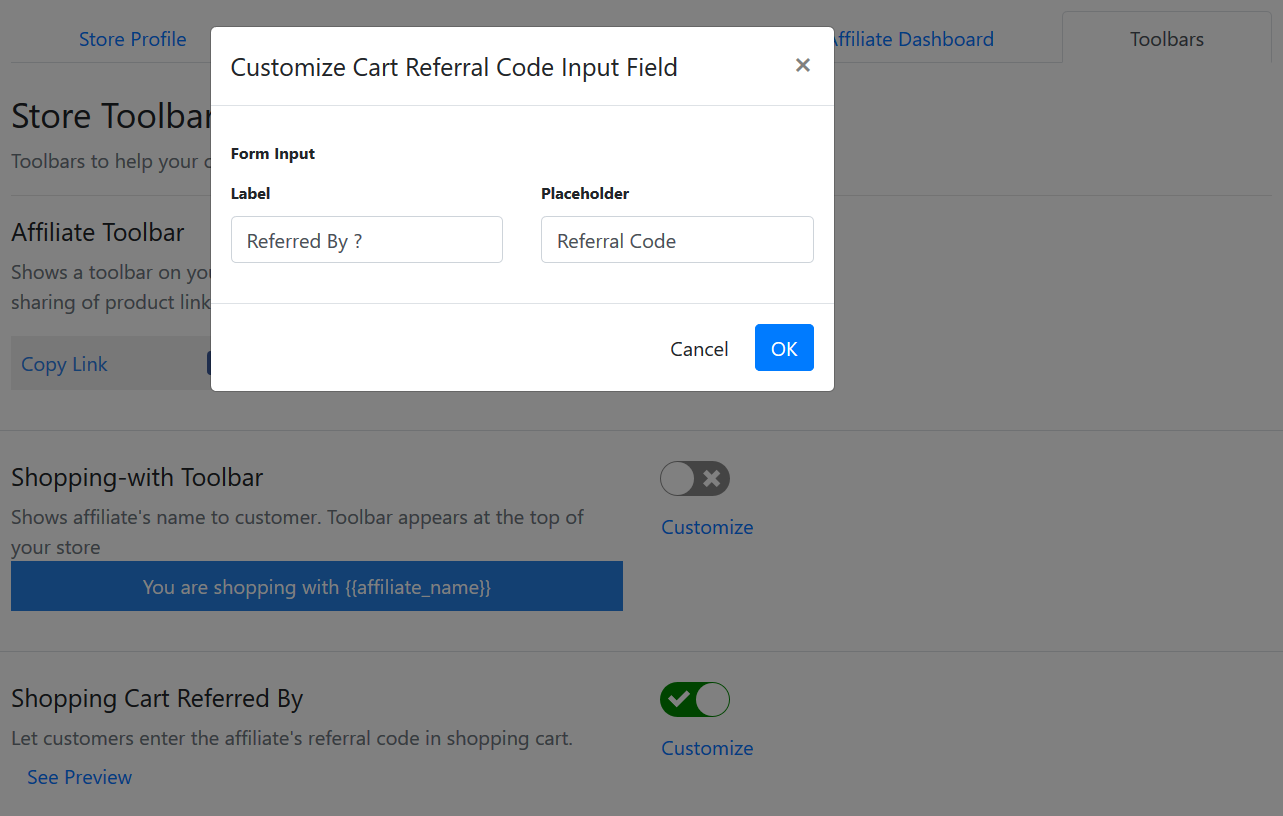 Store Profile
Affiliate Dashboard
Toolbars
Customize Cart Referral Code Input Field
Form Input
Label
Placeholder
Referred By ?
Referral Code
Cancel
OK
Store Toolbar
Toolbars to help your
Affiliate Toolbar
Shows a toolbar on
sharing of product link
Copy Link
Shopping-with Toolbar
Shows affiliate's name to customer. Toolbar appears at the top of
your store
Customize
You are shopping with {{affiliate_name}}
Shopping Cart Referred By
Let customers enter the affiliate's referral code in shopping cart.
Customize
See Preview